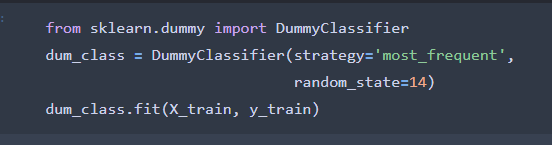 from sklearn.dummy import DummyClassifier
dum_class = DummyClassifier(strategy='most_frequent',
random_state=14)
dum_class.fit(X_train, y_train)